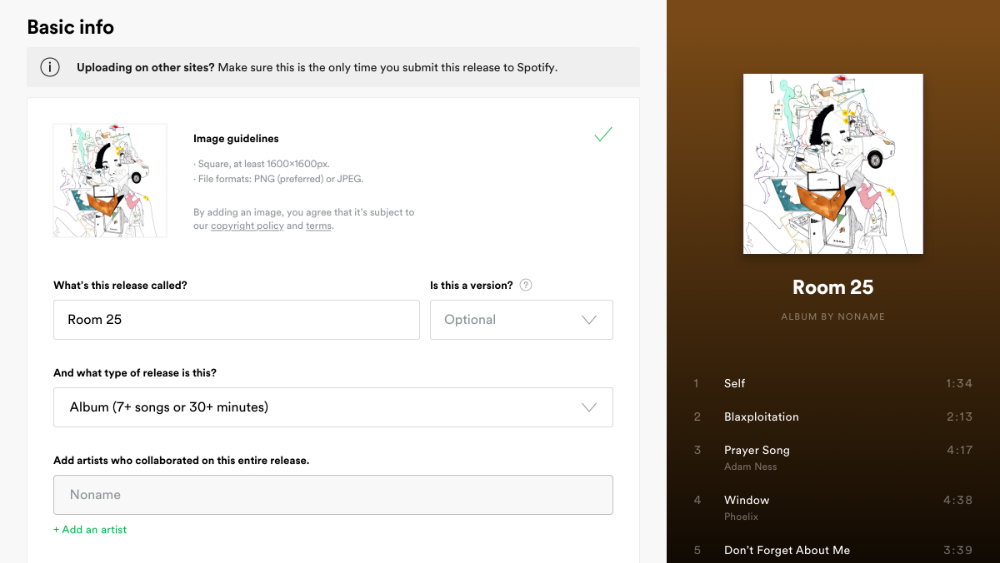 Basic info
Uploading on other sites? Make sure this is the only time you submit this release to Spotify.
Image guidelines
· Square, at least 1600×1600px.
· File formats: PNG (preferred) or JPEG.
By adding an image, you agree that it's subject to
our copyright policy and terms.
What's this release called?
Is this a version? ?
Room 25
Optional
And what type of release is this?
Album (7+ songs or 30+ minutes)
Add artists who collaborated on this entire release.
Noname
+ Add an artist
Room 25
ALBUM BY NONAME
1 Self 1:34
2 Blaxploitation 2:13
3 Prayer Song 4:17
Adam Ness
4 Window 4:38
Phoelix
5 Don't Forget About Me 3:39